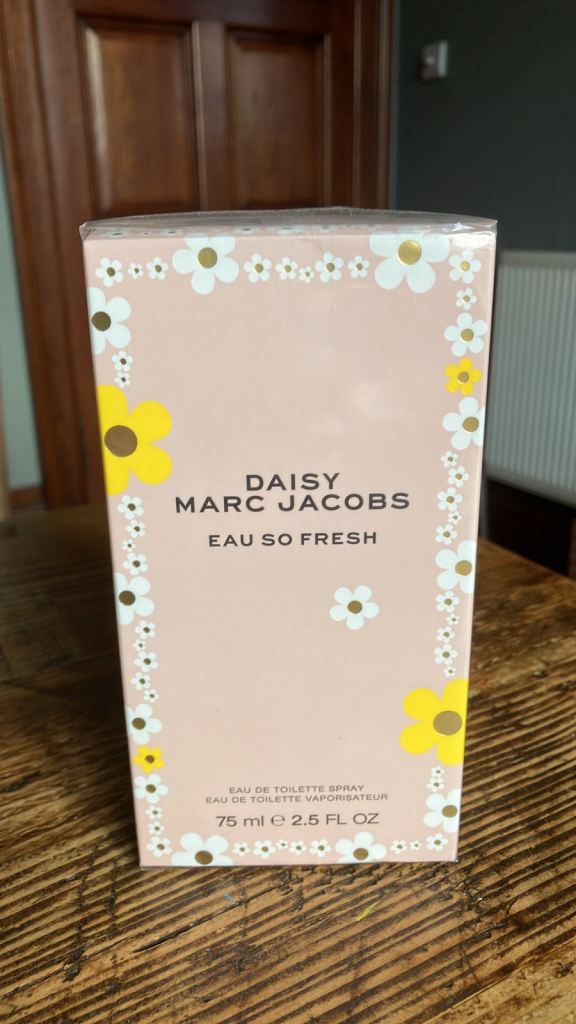 DAISY
MARC JACOBS
EAU SO FRESH
EAU DE TOILETTE SPRAY
EAU DE TOILETTE VAPORISATEUR
75 ml ℮ 2.5 FL OZ